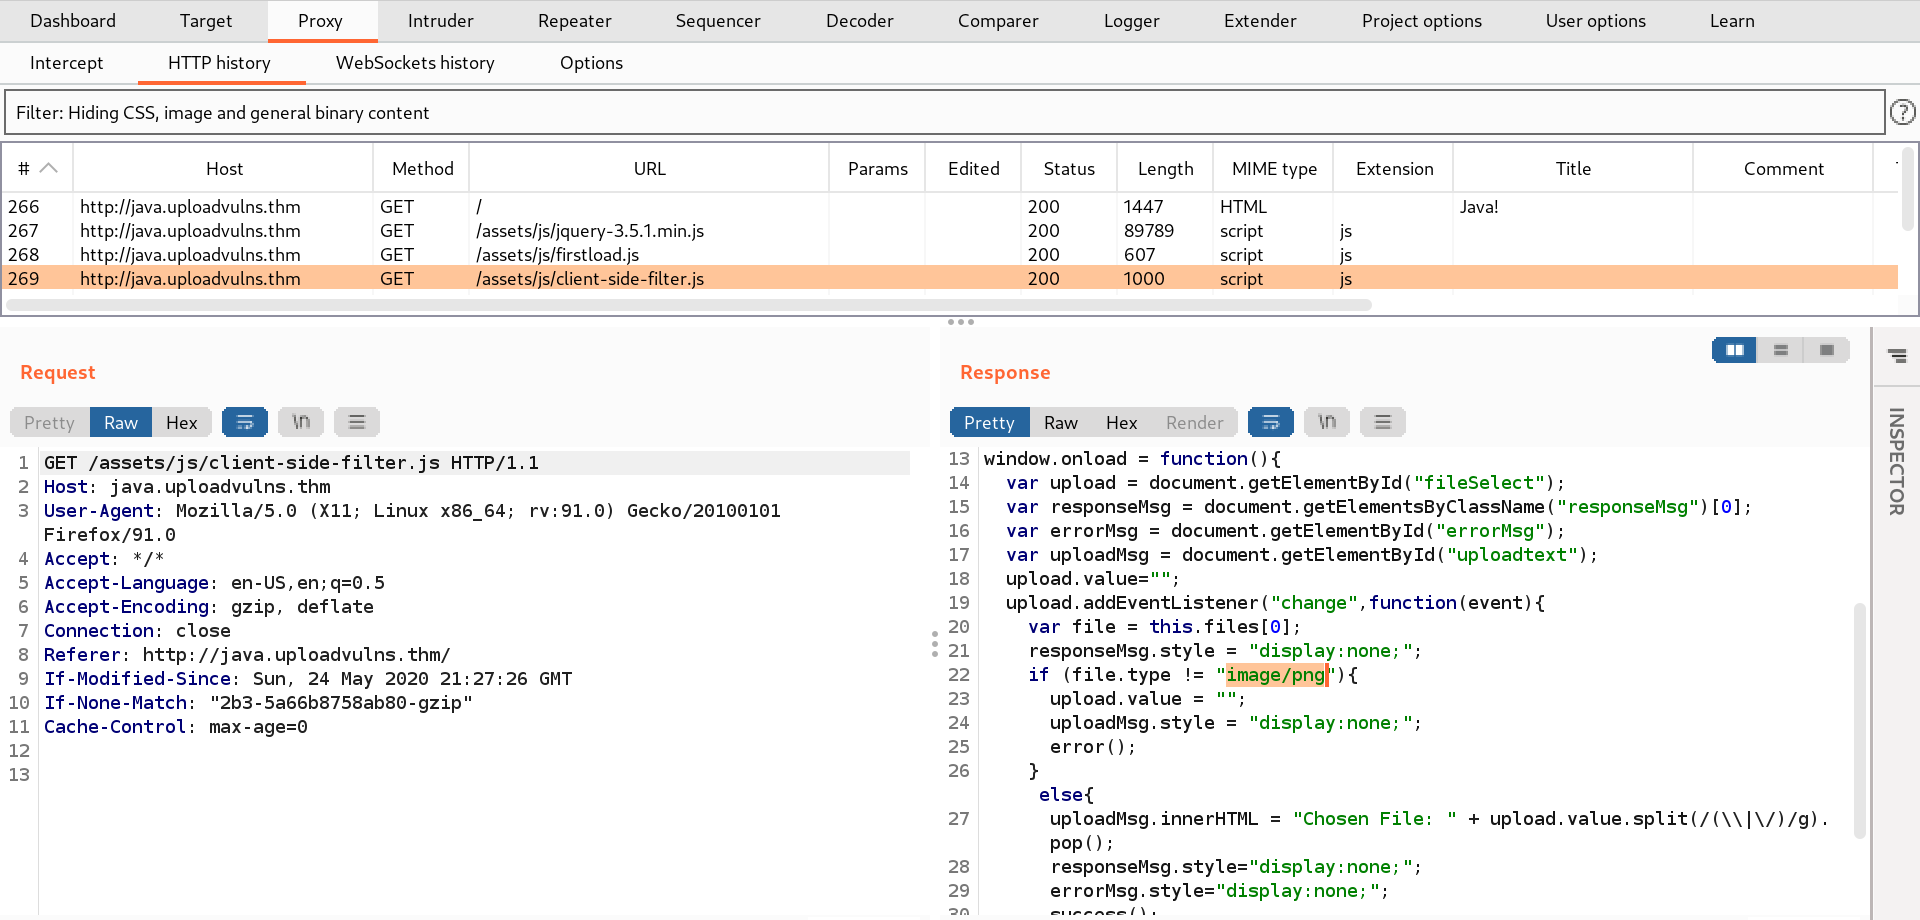 Dashboard Target Proxy Intruder Repeater Sequencer Decoder Comparer Logger Extender Project options User options Learn
Intercept HTTP history WebSockets history Options
Filter: Hiding CSS, image and general binary content
# Host Method URL Params Edited Status Length MIME type Extension Title Comment
266 http://java.uploadvulns.thm GET / 200 1447 HTML Java!
267 http://java.uploadvulns.thm GET /assets/js/jquery-3.5.1.min.js 200 89789 script js
268 http://java.uploadvulns.thm GET /assets/js/firstload.js 200 607 script js
269 http://java.uploadvulns.thm GET /assets/js/client-side-filter.js 200 1000 script js
Request
Pretty Raw Hex \n
1 GET /assets/js/client-side-filter.js HTTP/1.1
2 Host: java.uploadvulns.thm
3 User-Agent: Mozilla/5.0 (X11; Linux x86_64; rv:91.0) Gecko/20100101
Firefox/91.0
4 Accept: */*
5 Accept-Language: en-US,en;q=0.5
6 Accept-Encoding: gzip, deflate
7 Connection: close
8 Referer: http://java.uploadvulns.thm/
9 If-Modified-Since: Sun, 24 May 2020 21:27:26 GMT
10 If-None-Match: "2b3-5a66b8758ab80-gzip"
11 Cache-Control: max-age=0
12
13
Response
Pretty Raw Hex Render \n
13 window.onload = function(){
14 var upload = document.getElementById("fileSelect");
15 var responseMsg = document.getElementsByClassName("responseMsg")[0];
16 var errorMsg = document.getElementById("errorMsg");
17 var uploadMsg = document.getElementById("uploadtext");
18 upload.value="";
19 upload.addEventListener("change",function(event){
20 var file = this.files[0];
21 responseMsg.style = "display:none;";
22 if (file.type != "image/png"){
23 upload.value = "";
24 uploadMsg.style = "display:none;";
25 error();
26 }
else{
27 uploadMsg.innerHTML = "Chosen File: " + upload.value.split(/(\\|\/)/g).
pop();
28 responseMsg.style="display:none;";
29 errorMsg.style="display:none;";
30 success();
INSPECTOR